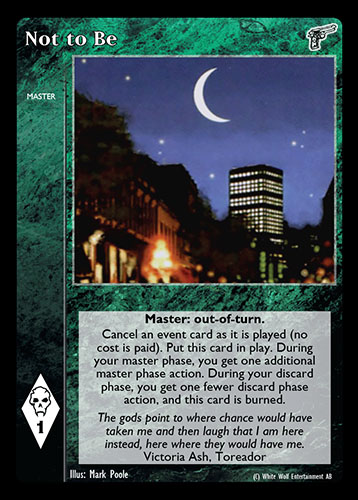 Not to Be
MASTER
Master: out-of-turn.
Cancel an event card as it is played (no
cost is paid). Put this card in play. During
your master phase, you get one additional
master phase action. During your discard
phase, you get one fewer discard phase
action, and this card is burned.
The gods point to where chance would have
taken me and then laugh that I am here
instead, here where they would have me.
Victoria Ash, Toreador
1
Illus: Mark Poole
(C) White Wolf Entertainment AB